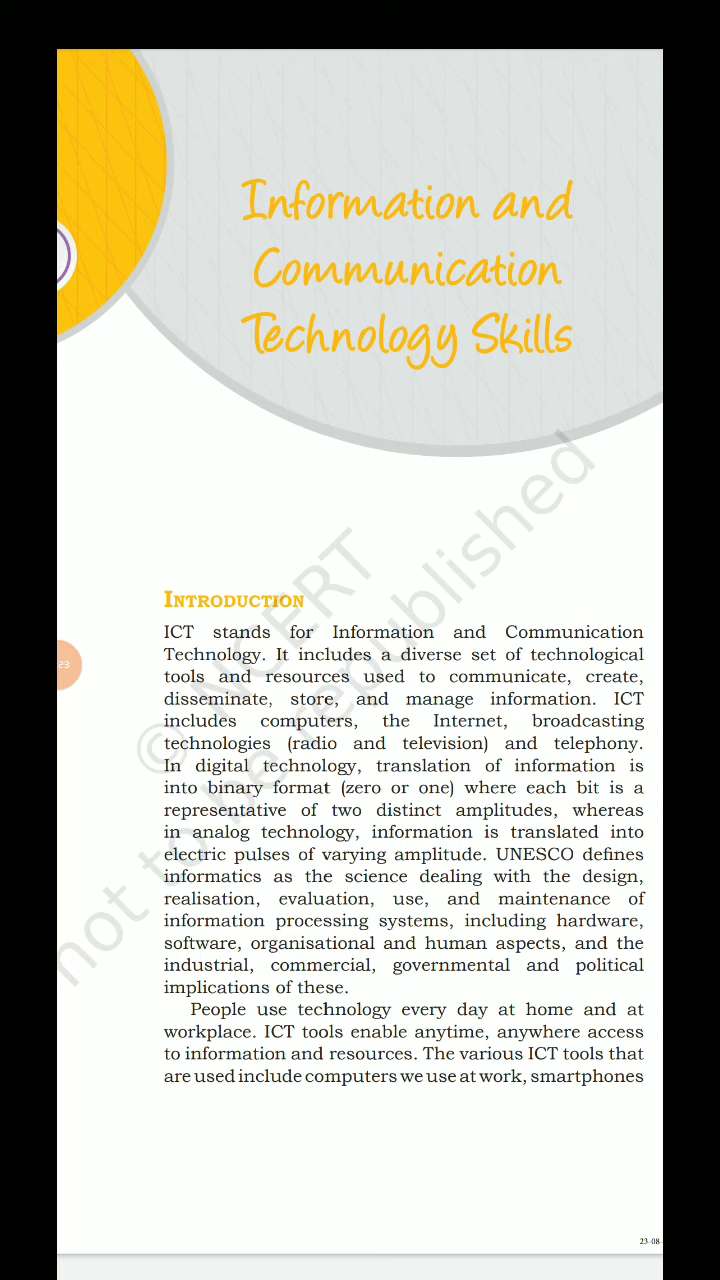 Information and
Communication
Technology Skills
INTRODUCTION
ICT stands for Information and Communication
Technology. It includes a diverse set of technological
tools and resources used to communicate, create,
disseminate, store, and manage information. ICT
includes computers, the Internet, broadcasting
technologies (radio and television) and telephony.
In digital technology, translation of information is
into binary format (zero or one) where each bit is a
representative of two distinct amplitudes, whereas
in analog technology, information is translated into
electric pulses of varying amplitude. UNESCO defines
informatics as the science dealing with the design,
realisation, evaluation, use, and maintenance of
information processing systems, including hardware,
software, organisational and human aspects, and the
industrial, commercial, governmental and political
implications of these.
People use technology every day at home and at
workplace. ICT tools enable anytime, anywhere access
to information and resources. The various ICT tools that
are used include computers we use at work, smartphones
23
© NCERT
not to be republished
23-08-